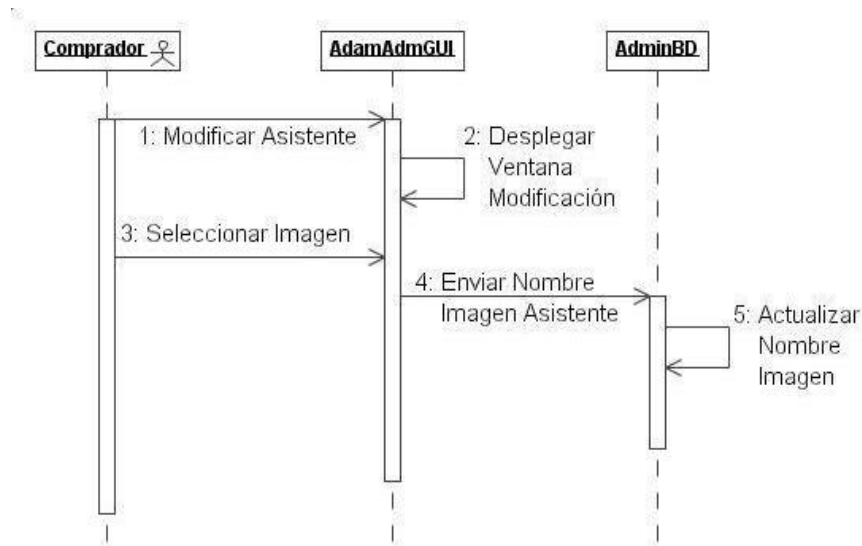 Comprador
AdamAdmGUI
AdminBD
1: Modificar Asistente
2: Desplegar
Ventana
Modificación
3: Seleccionar Imagen
4: Enviar Nombre
Imagen Asistente
5: Actualizar
Nombre
Imagen